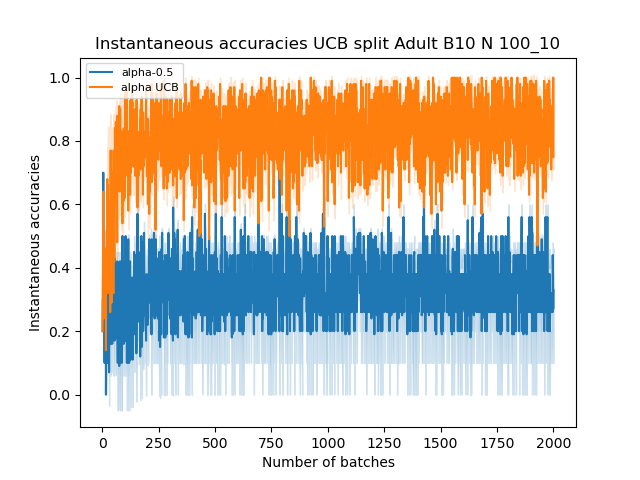 Instantaneous accuracies UCB split Adult B10 N 100_10
alpha-0.5
alpha UCB
1.0
0.8
0.6
0.4
0.2
0.0
Instantaneous accuracies
0 250 500 750 1000 1250 1500 1750 2000
Number of batches